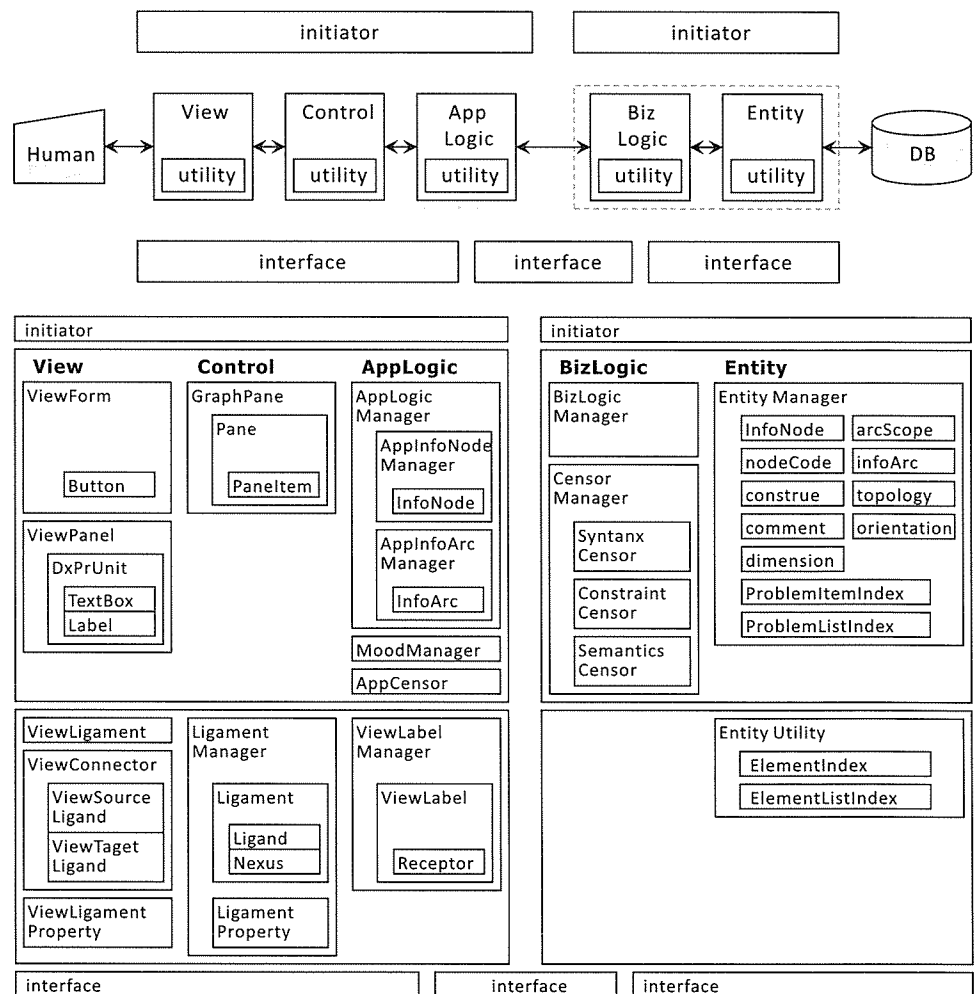 initiator
initiator
Human
View
utility
Control
utility
App
Logic
utility
Biz
Logic
utility
Entity
utility
DB
interface
interface
interface
initiator
View
Control
AppLogic
ViewForm
Button
ViewPanel
DxPrUnit
TextBox
Label
GraphPane
Pane
PaneItem
AppLogic
Manager
AppInfoNode
Manager
InfoNode
AppInfoArc
Manager
InfoArc
MoodManager
AppCensor
ViewLigament
ViewConnector
ViewSource
Ligand
ViewTaget
Ligand
ViewLigament
Property
Ligament
Manager
Ligament
Ligand
Nexus
Ligament
Property
ViewLabel
Manager
ViewLabel
Receptor
initiator
BizLogic
Entity
BizLogic
Manager
Censor
Manager
Syntanx
Censor
Constraint
Censor
Semantics
Censor
Entity Manager
InfoNode
arcScope
nodeCode
infoArc
construe
topology
comment
orientation
dimension
ProblemItemIndex
ProblemListIndex
Entity Utility
ElementIndex
ElementListIndex
interface
interface
interface